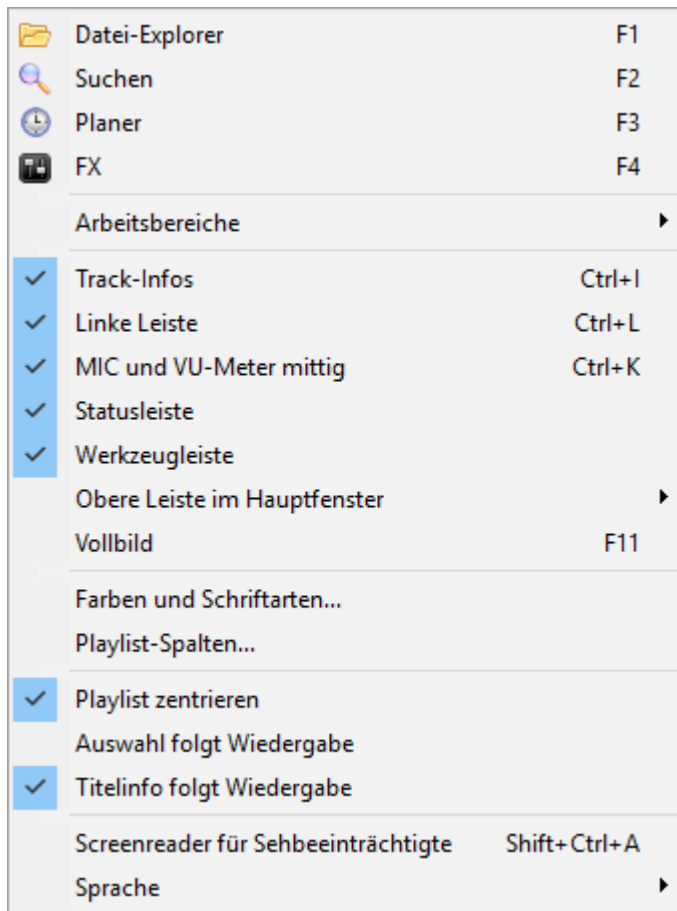 Datei-Explorer F1
Suchen F2
Planer F3
FX F4
Arbeitsbereiche
Track-Infos Ctrl+I
Linke Leiste Ctrl+L
MIC und VU-Meter mittig Ctrl+K
Statusleiste
Werkzeugleiste
Obere Leiste im Hauptfenster
Vollbild F11
Farben und Schriftarten...
Playlist-Spalten...
Playlist zentrieren
Auswahl folgt Wiedergabe
Titelinfo folgt Wiedergabe
Screenreader für Sehbeeinträchtigte Shift+Ctrl+A
Sprache